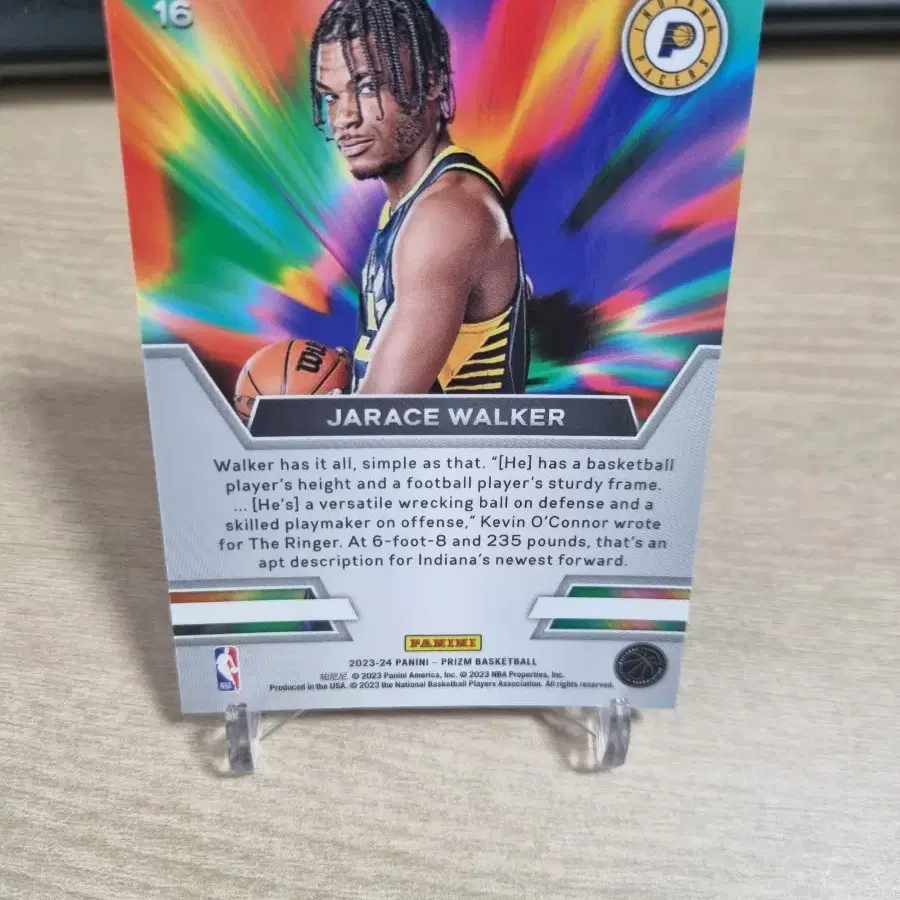 16
INDIANA
PACERS
JARACE WALKER
Walker has it all, simple as that. "[He] has a basketball
player's height and a football player's sturdy frame.
... [He's] a versatile wrecking ball on defense and a
skilled playmaker on offense," Kevin O'Connor wrote
for The Ringer. At 6-foot-8 and 235 pounds, that's an
apt description for Indiana's newest forward.
PANINI
2023-24 PANINI - PRIZM BASKETBALL
帕尼尼 © 2023 Panini America, Inc. © 2023 NBA Properties, Inc.
Produced in the USA. © 2023 the National Basketball Players Association. All rights reserved.
NBA